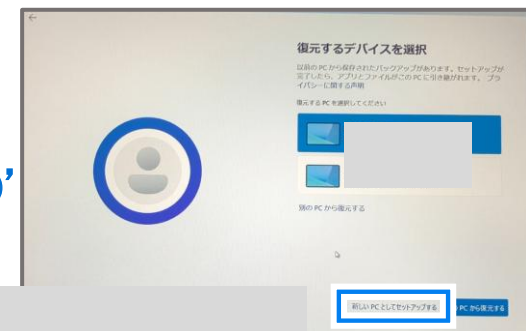 復元するデバイスを選択
以前の PC から保存されたバックアップがあります。セットアップが
完了したら、アプリとファイルがこの PC に引き継がれます。 プラ
イバシーに関する声明
復元する PC を選択してください
別の PC から復元する
新しい PC としてセットアップする
PC から復元する